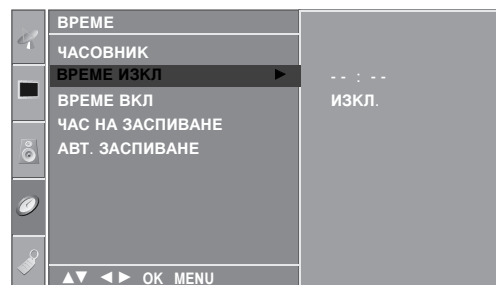 ВРЕМЕ
ЧАСОВНИК
ВРЕМЕ ИЗКЛ ►
- - : - -
ВРЕМЕ ВКЛ
ИЗКЛ.
ЧАС НА ЗАСПИВАНЕ
АВТ. ЗАСПИВАНЕ
▲▼ ◄► OK MENU